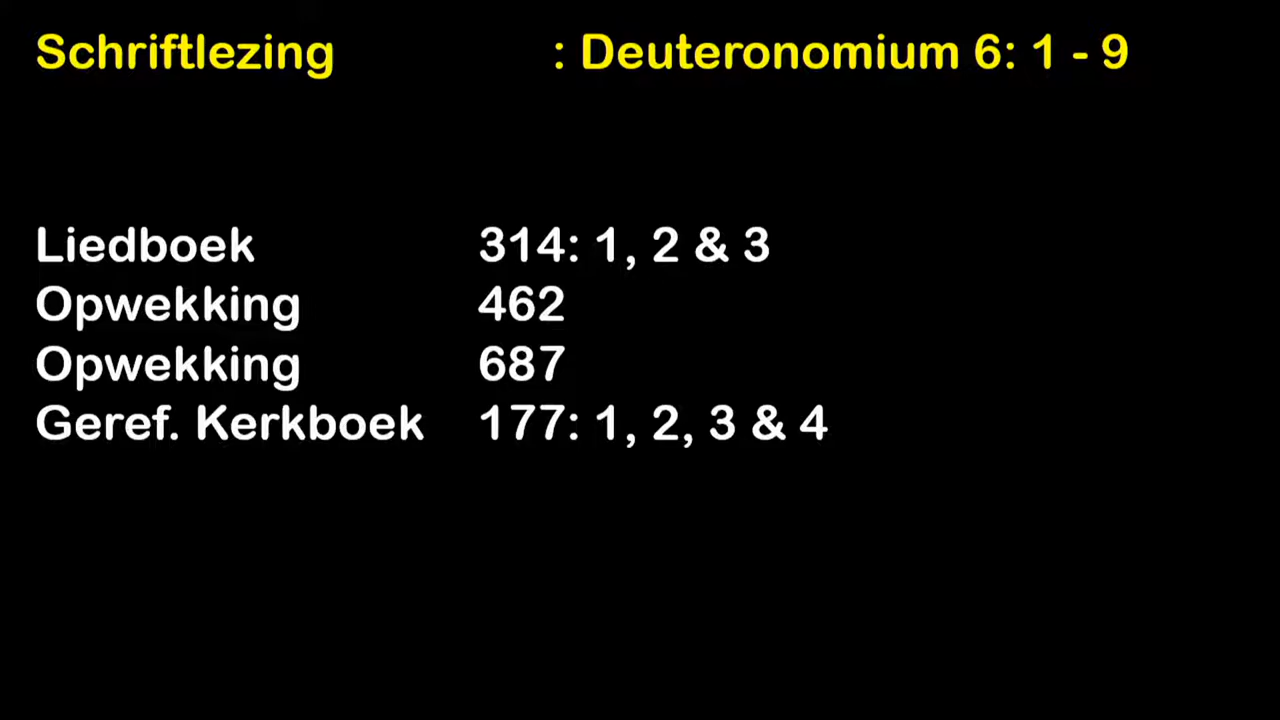 Schriftlezing : Deuteronomium 6: 1 - 9
Liedboek 314: 1, 2 & 3
Opwekking 462
Opwekking 687
Geref. Kerkboek 177: 1, 2, 3 & 4